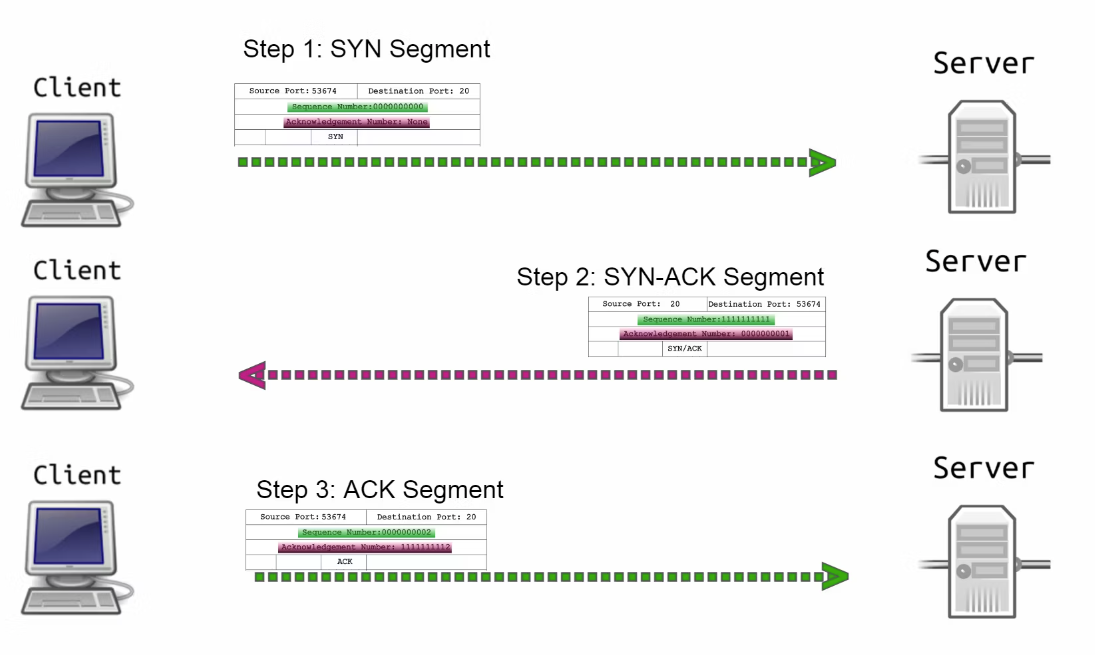 Step 1: SYN Segment
Client
Server
Source Port: 53674 Destination Port: 20
Sequence Number:0000000000
Acknowledgement Number: None
SYN
Step 2: SYN-ACK Segment
Client
Server
Source Port: 20 Destination Port: 53674
Sequence Number:1111111111
Acknowledgement Number: 0000000001
SYN/ACK
Step 3: ACK Segment
Client
Server
Source Port: 53674 Destination Port: 20
Sequence Number:0000000002
Acknowledgement Number: 1111111112
ACK